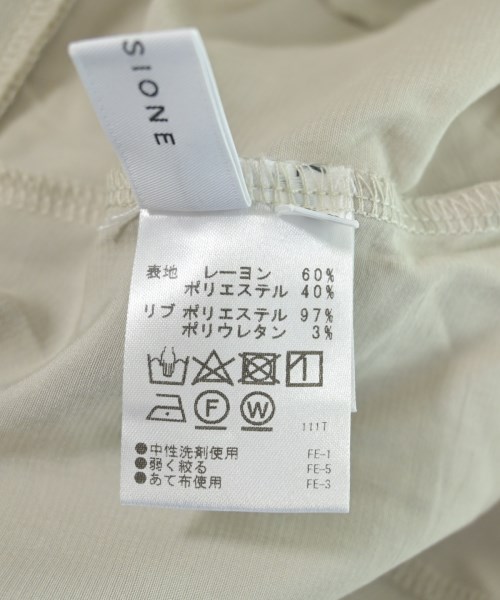 SIONE
表地 レーヨン 60%
ポリエステル 40%
リブ ポリエステル 97%
ポリウレタン 3%
F W
111T
●中性洗剤使用 FE-1
●弱く絞る FE-5
●あて布使用 FE-3